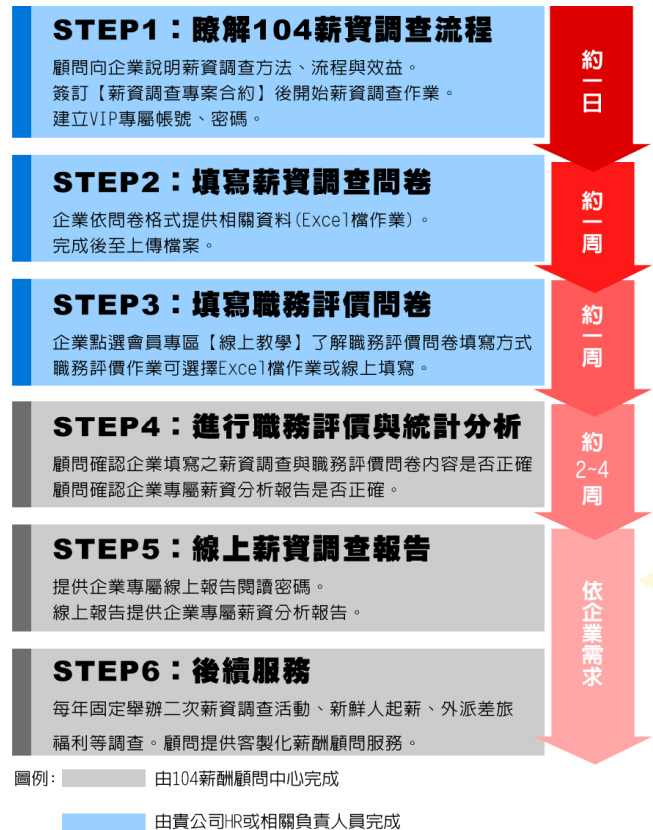 STEP1：瞭解104薪資調查流程
顧問向企業說明薪資調查方法、流程與效益。
簽訂【薪資調查專案合約】後開始薪資調查作業。
建立VIP專屬帳號、密碼。
約一日
STEP2：填寫薪資調查問卷
企業依問卷格式提供相關資料(Excel檔作業)。
完成後至上傳檔案。
約一周
STEP3：填寫職務評價問卷
企業點選會員專區【線上教學】了解職務評價問卷填寫方式
職務評價作業可選擇Excel檔作業或線上填寫。
約一周
STEP4：進行職務評價與統計分析
顧問確認企業填寫之薪資調查與職務評價問卷內容是否正確
顧問確認企業專屬薪資分析報告是否正確。
約
2~4
周
STEP5：線上薪資調查報告
提供企業專屬線上報告閱讀密碼。
線上報告提供企業專屬薪資分析報告。
依企業需求
STEP6：後續服務
每年固定舉辦二次薪資調查活動、新鮮人起薪、外派差旅
福利等調查。顧問提供客製化薪酬顧問服務。
圖例: 由104薪酬顧問中心完成
由貴公司HR或相關負責人員完成